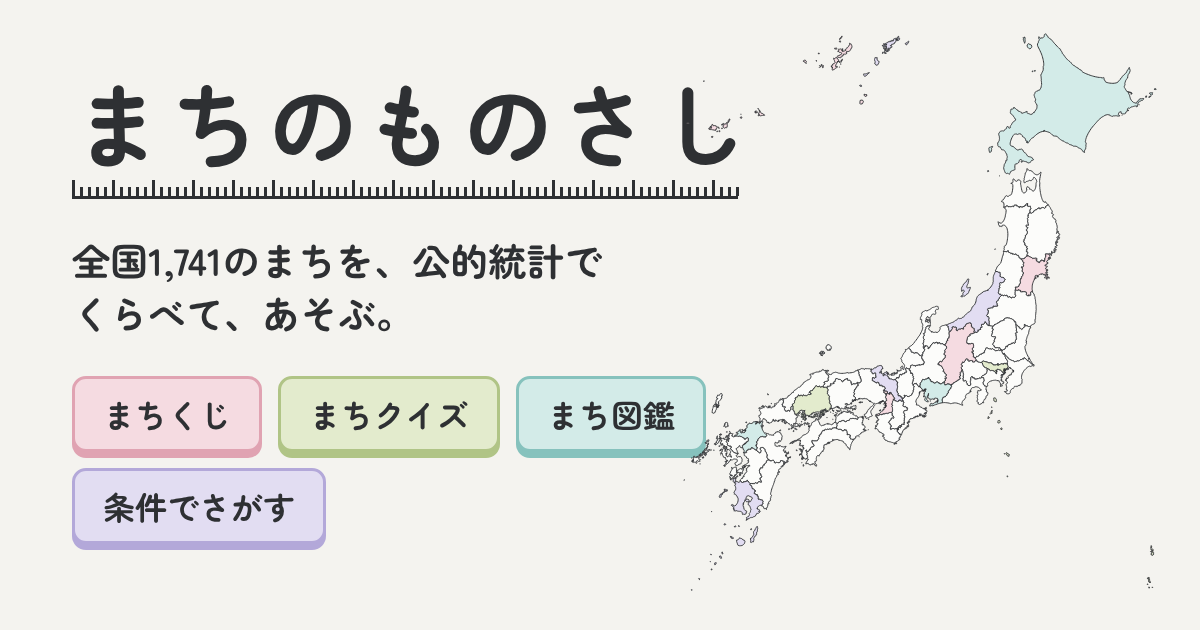 まちのものさし
全国1,741のまちを、公的統計で
くらべて、あそぶ。
まちくじ
まちクイズ
まち図鑑
条件でさがす